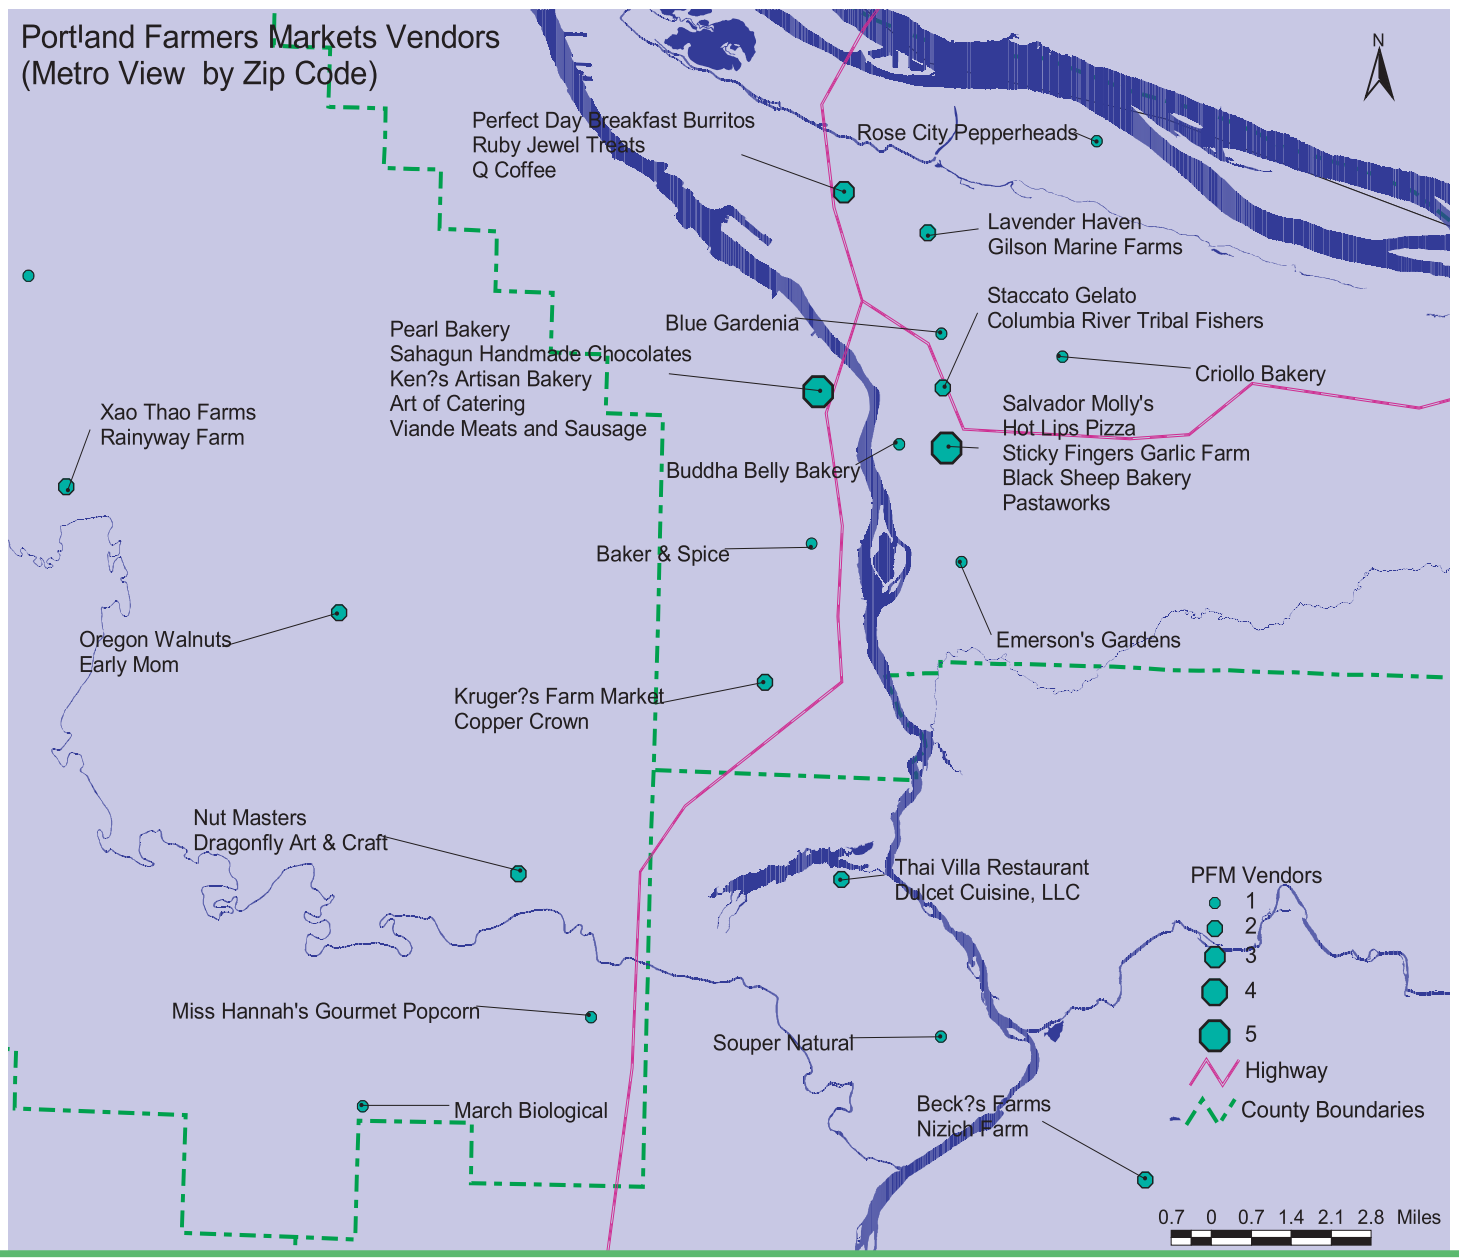 Portland Farmers Markets Vendors
(Metro View by Zip Code)
N
Perfect Day Breakfast Burritos
Ruby Jewel Treats
Q Coffee
Rose City Pepperheads
Lavender Haven
Gilson Marine Farms
Staccato Gelato
Columbia River Tribal Fishers
Blue Gardenia
Pearl Bakery
Sahagun Handmade Chocolates
Ken?s Artisan Bakery
Art of Catering
Viande Meats and Sausage
Criollo Bakery
Xao Thao Farms
Rainyway Farm
Salvador Molly's
Hot Lips Pizza
Sticky Fingers Garlic Farm
Black Sheep Bakery
Pastaworks
Buddha Belly Bakery
Baker & Spice
Oregon Walnuts
Early Mom
Emerson's Gardens
Kruger?s Farm Market
Copper Crown
Nut Masters
Dragonfly Art & Craft
Thai Villa Restaurant
Dulcet Cuisine, LLC
Miss Hannah's Gourmet Popcorn
Souper Natural
March Biological
Beck?s Farms
Nizich Farm
PFM Vendors
1
2
3
4
5
Highway
County Boundaries
0.7 0 0.7 1.4 2.1 2.8 Miles